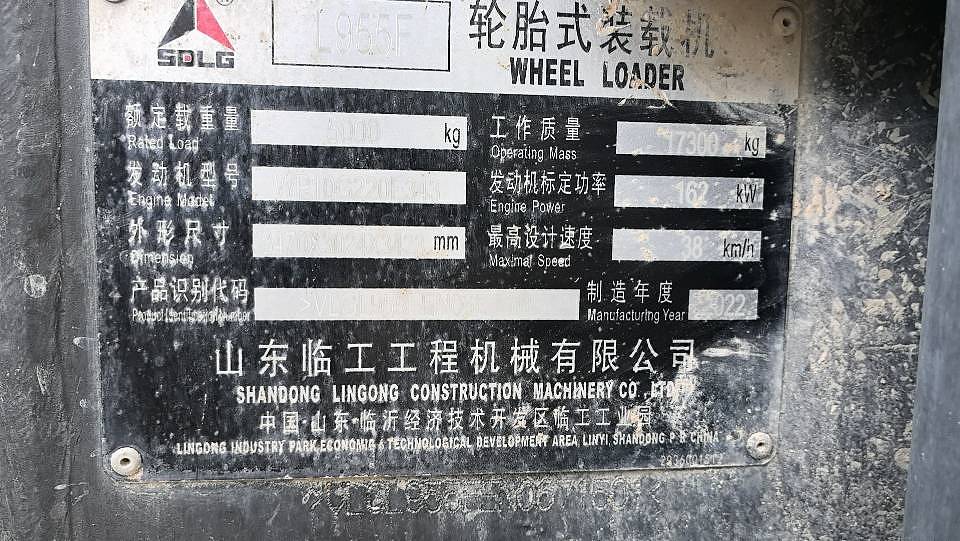 SDLG
®
L955F
轮胎式装载机
WHEEL LOADER
额定载重量 5000 kg
Rated Load
工作质量 17300 kg
Operating Mass
发动机型号
Engine Model
发动机标定功率 162 kW
Engine Power
外形尺寸 mm
Dimension
最高设计速度 38 km/h
Maximal Speed
产品识别代码
Product Identification Number
制造年度 2022
Manufacturing Year
山东临工工程机械有限公司
SHANDONG LINGONG CONSTRUCTION MACHINERY CO.,LTD.
中国·山东·临沂经济技术开发区临工工业园
LINGONG INDUSTRY PARK,ECONOMIC & TECHNOLOGICAL DEVELOPMENT AREA LINYI SHANDONG P R CHINA